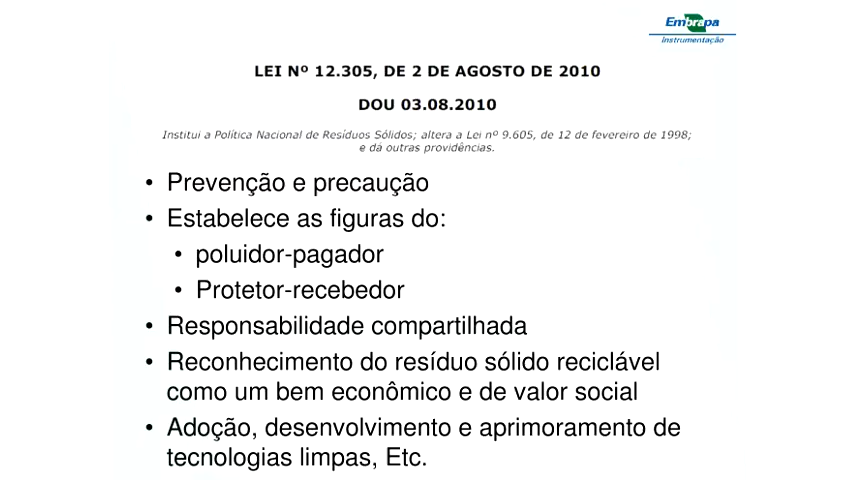 Embrapa
Instrumentação
LEI Nº 12.305, DE 2 DE AGOSTO DE 2010
DOU 03.08.2010
Institui a Política Nacional de Resíduos Sólidos; altera a Lei nº 9.605, de 12 de fevereiro de 1998;
e dá outras providências.
• Prevenção e precaução
• Estabelece as figuras do:
• poluidor-pagador
• Protetor-recebedor
• Responsabilidade compartilhada
• Reconhecimento do resíduo sólido reciclável
como um bem econômico e de valor social
• Adoção, desenvolvimento e aprimoramento de
tecnologias limpas, Etc.